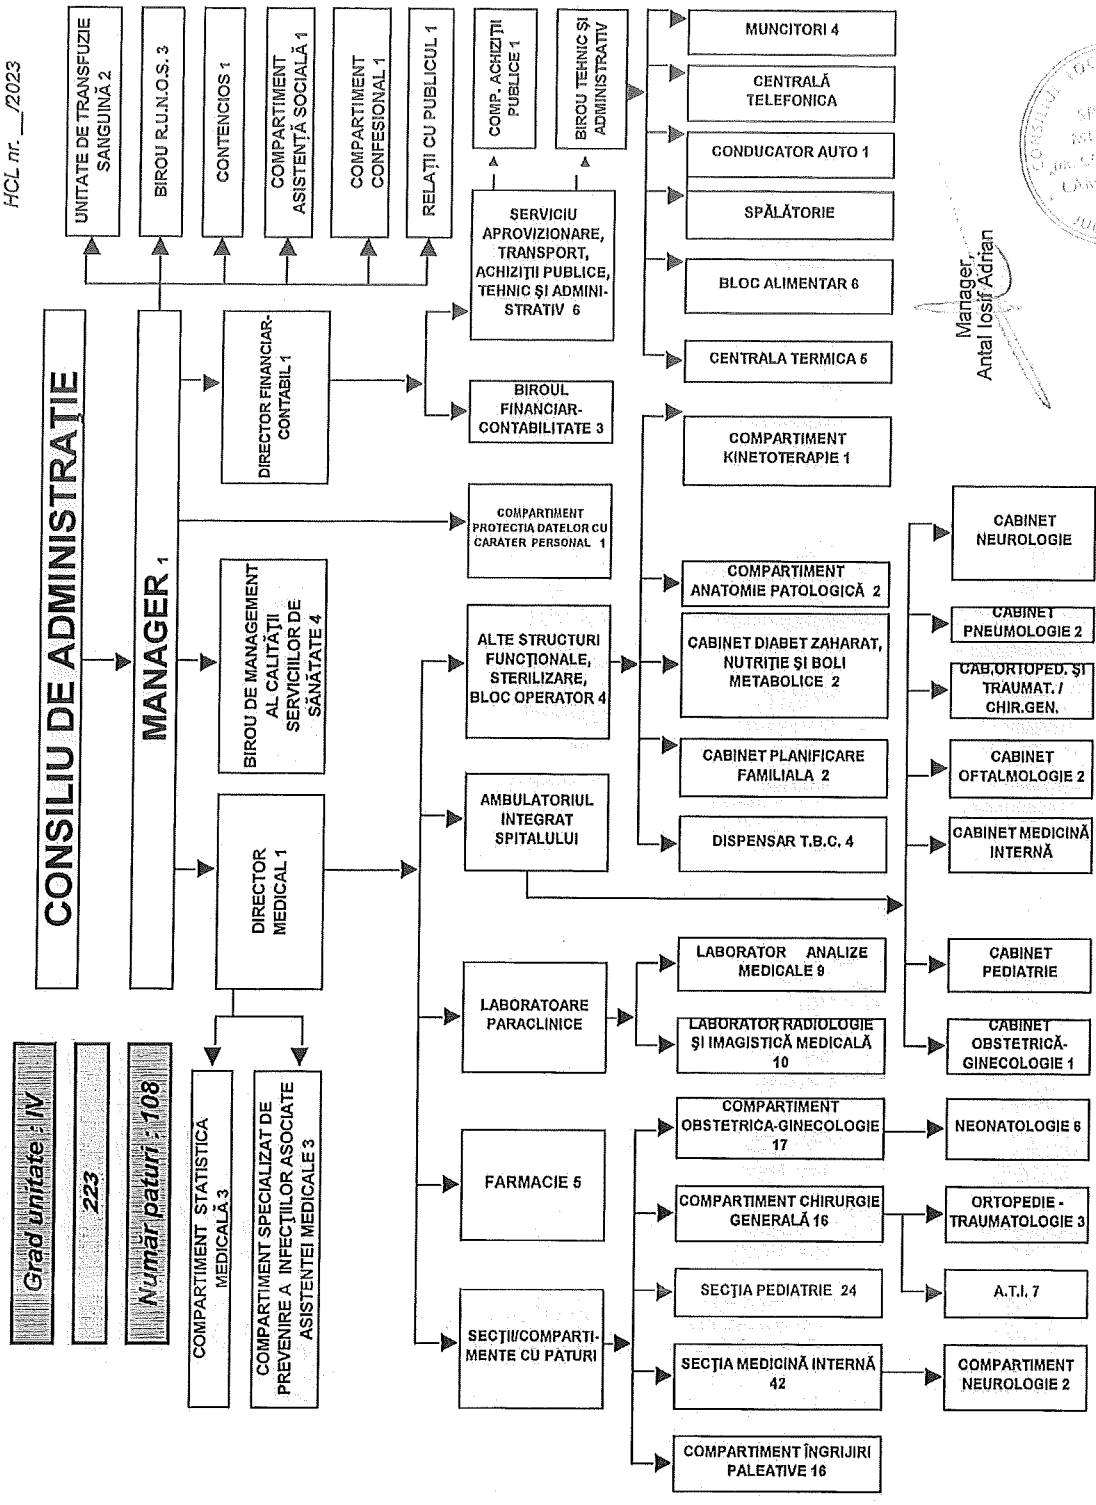 HCL nr. __/2023
CONSILIU DE ADMINISTRAȚIE
MANAGER 1
Grad unitate : IV
223
Număr paturi : 108
UNITATE DE TRANSFUZIE
SANGUINĂ 2
BIROU R.U.N.O.S. 3
CONTENCIOS 1
COMPARTIMENT
ASISTENȚĂ SOCIALĂ 1
COMPARTIMENT
CONFESIONAL 1
RELAȚII CU PUBLICUL 1
DIRECTOR FINANCIAR-
CONTABIL 1
BIROU DE MANAGEMENT
AL CALITĂȚII
SERVICIILOR DE
SĂNĂTATE 4
DIRECTOR
MEDICAL 1
COMPARTIMENT STATISTICĂ
MEDICALĂ 3
COMPARTIMENT SPECIALIZAT DE
PREVENIRE A INFECȚIILOR ASOCIATE
ASISTENTEI MEDICALE 3
COMP. ACHIZIȚII
PUBLICE 1
BIROU TEHNIC ȘI
ADMINISTRATIV
SERVICIU
APROVIZIONARE,
TRANSPORT,
ACHIZIȚII PUBLICE,
TEHNIC ȘI ADMINI-
STRATIV 6
BIROUL
FINANCIAR-
CONTABILITATE 3
COMPARTIMENT
PROTECTIA DATELOR CU
CARATER PERSONAL 1
ALTE STRUCTURI
FUNCȚIONALE,
STERILIZARE,
BLOC OPERATOR 4
AMBULATORIUL
INTEGRAT
SPITALULUI
LABORATOARE
PARACLINICE
FARMACIE 5
SECȚII/COMPARTI-
MENTE CU PATURI
MUNCITORI 4
CENTRALĂ
TELEFONICA
CONDUCATOR AUTO 1
SPĂLĂTORIE
BLOC ALIMENTAR 6
CENTRALA TERMICA 5
COMPARTIMENT
KINETOTERAPIE 1
COMPARTIMENT
ANATOMIE PATOLOGICĂ 2
CABINET DIABET ZAHARAT,
NUTRIȚIE ȘI BOLI
METABOLICE 2
CABINET PLANIFICARE
FAMILIALA 2
DISPENSAR T.B.C. 4
LABORATOR ANALIZE
MEDICALE 9
LABORATOR RADIOLOGIE
ȘI IMAGISTICĂ MEDICALĂ
10
COMPARTIMENT
OBSTETRICA-GINECOLOGIE
17
COMPARTIMENT CHIRURGIE
GENERALĂ 16
SECȚIA PEDIATRIE 24
SECȚIA MEDICINĂ INTERNĂ
42
COMPARTIMENT ÎNGRIJIRI
PALEATIVE 16
CABINET
NEUROLOGIE
CABINET
PNEUMOLOGIE 2
CAB.ORTOPED. ȘI
TRAUMAT. /
CHIR.GEN.
CABINET
OFTALMOLOGIE 2
CABINET MEDICINĂ
INTERNĂ
CABINET
PEDIATRIE
CABINET
OBSTETRICĂ-
GINECOLOGIE 1
NEONATOLOGIE 6
ORTOPEDIE -
TRAUMATOLOGIE 3
A.T.I. 7
COMPARTIMENT
NEUROLOGIE 2
Manager,
Antal Iosif Adrian